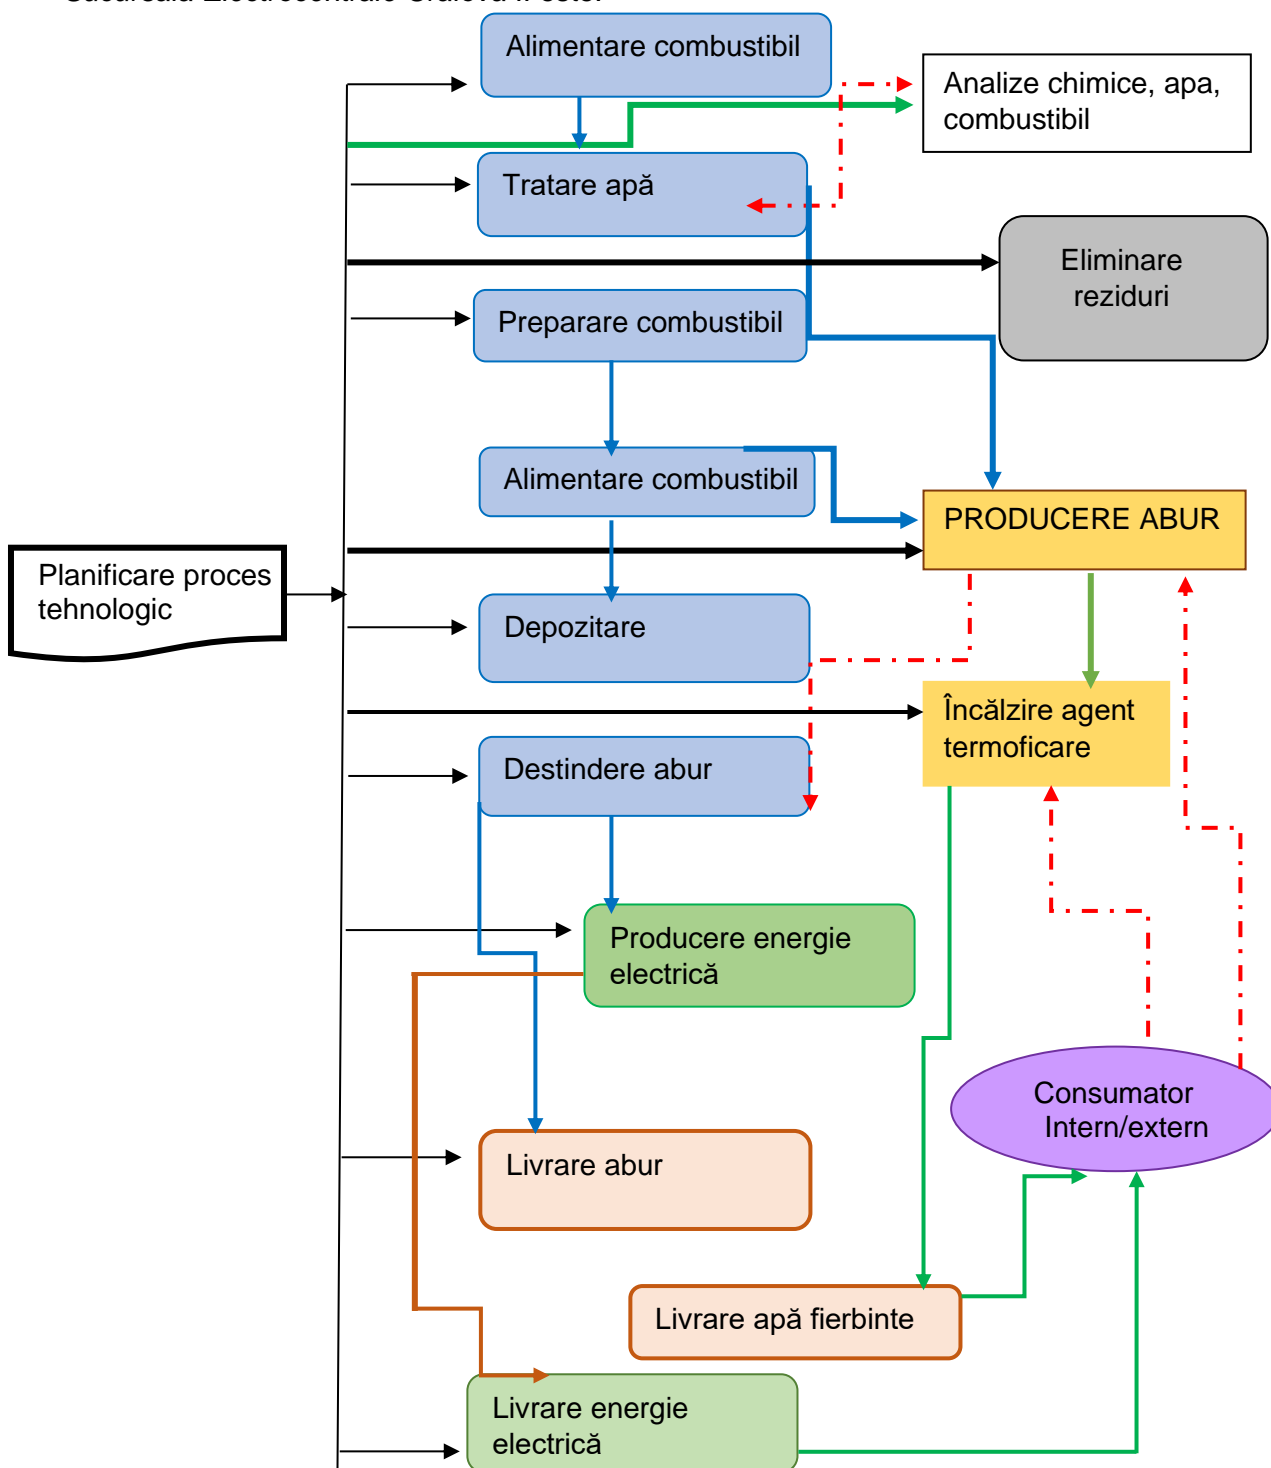 Alimentare combustibil
Analize chimice, apa,
combustibil
Tratare apă
Eliminare
reziduri
Preparare combustibil
Alimentare combustibil
PRODUCERE ABUR
Planificare proces
tehnologic
Depozitare
Încălzire agent
termoficare
Destindere abur
Producere energie
electrică
Consumator
Intern/extern
Livrare abur
Livrare apă fierbinte
Livrare energie
electrică